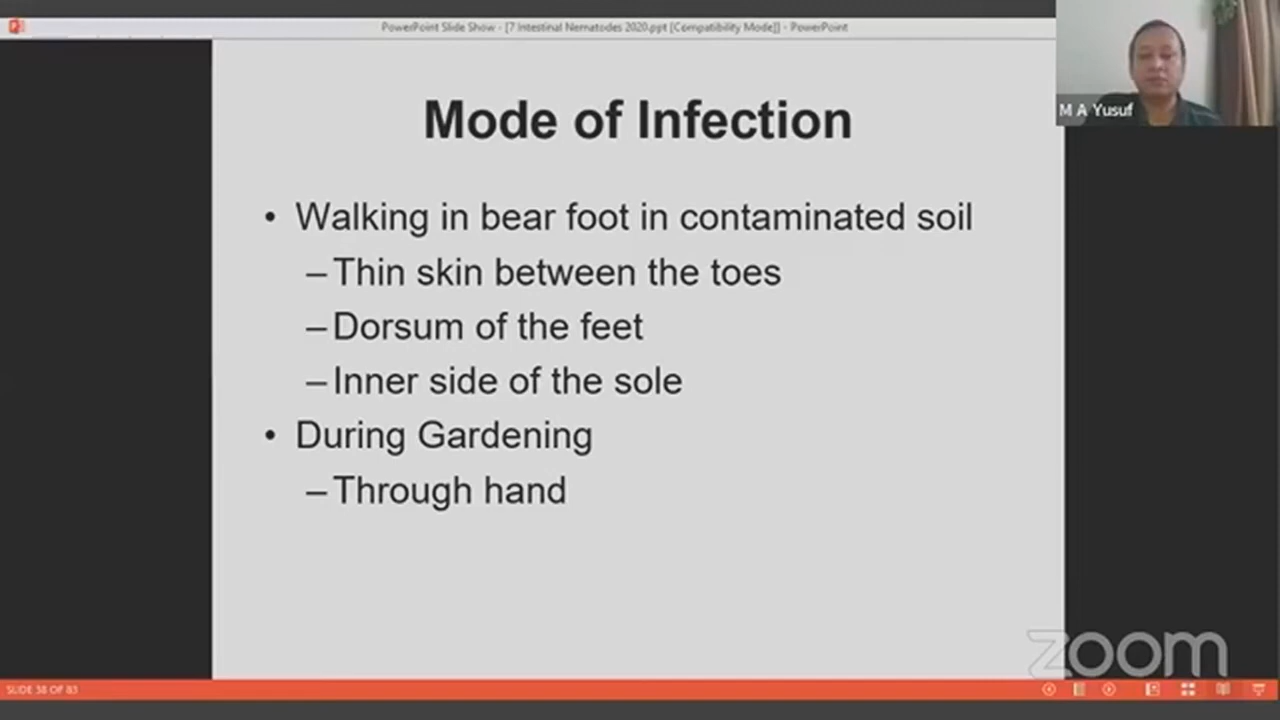 PowerPoint Slide Show - [7 Intestinal Nematodes 2020.ppt [Compatibility Mode]] - PowerPoint
M A Yusuf
Mode of Infection
• Walking in bear foot in contaminated soil
– Thin skin between the toes
– Dorsum of the feet
– Inner side of the sole
• During Gardening
– Through hand
zoom
SLIDE 38 OF 83